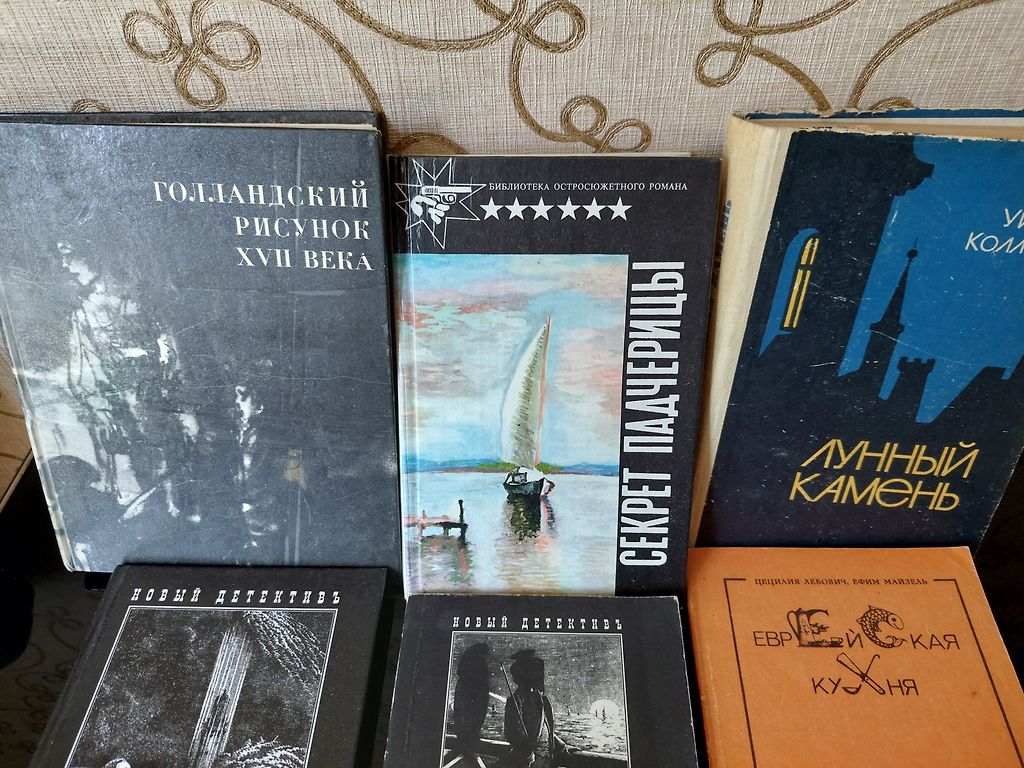 ГОЛЛАНДСКИЙ
РИСУНОК
XVII ВЕКА
БИБЛИОТЕКА ОСТРОСЮЖЕТНОГО РОМАНА
СЕКРЕТ ПАДЧЕРИЦЫ
ЛУННЫЙ
КАМЕНЬ
НОВЫЙ ДЕТЕКТИВЪ
НОВЫЙ ДЕТЕКТИВЪ
ЦЕЦИЛИЯ ЛЕБОВИЧ, ЕФИМ МАЙЗЕЛЬ
ЕВРЕЙСКАЯ
КУХНЯ